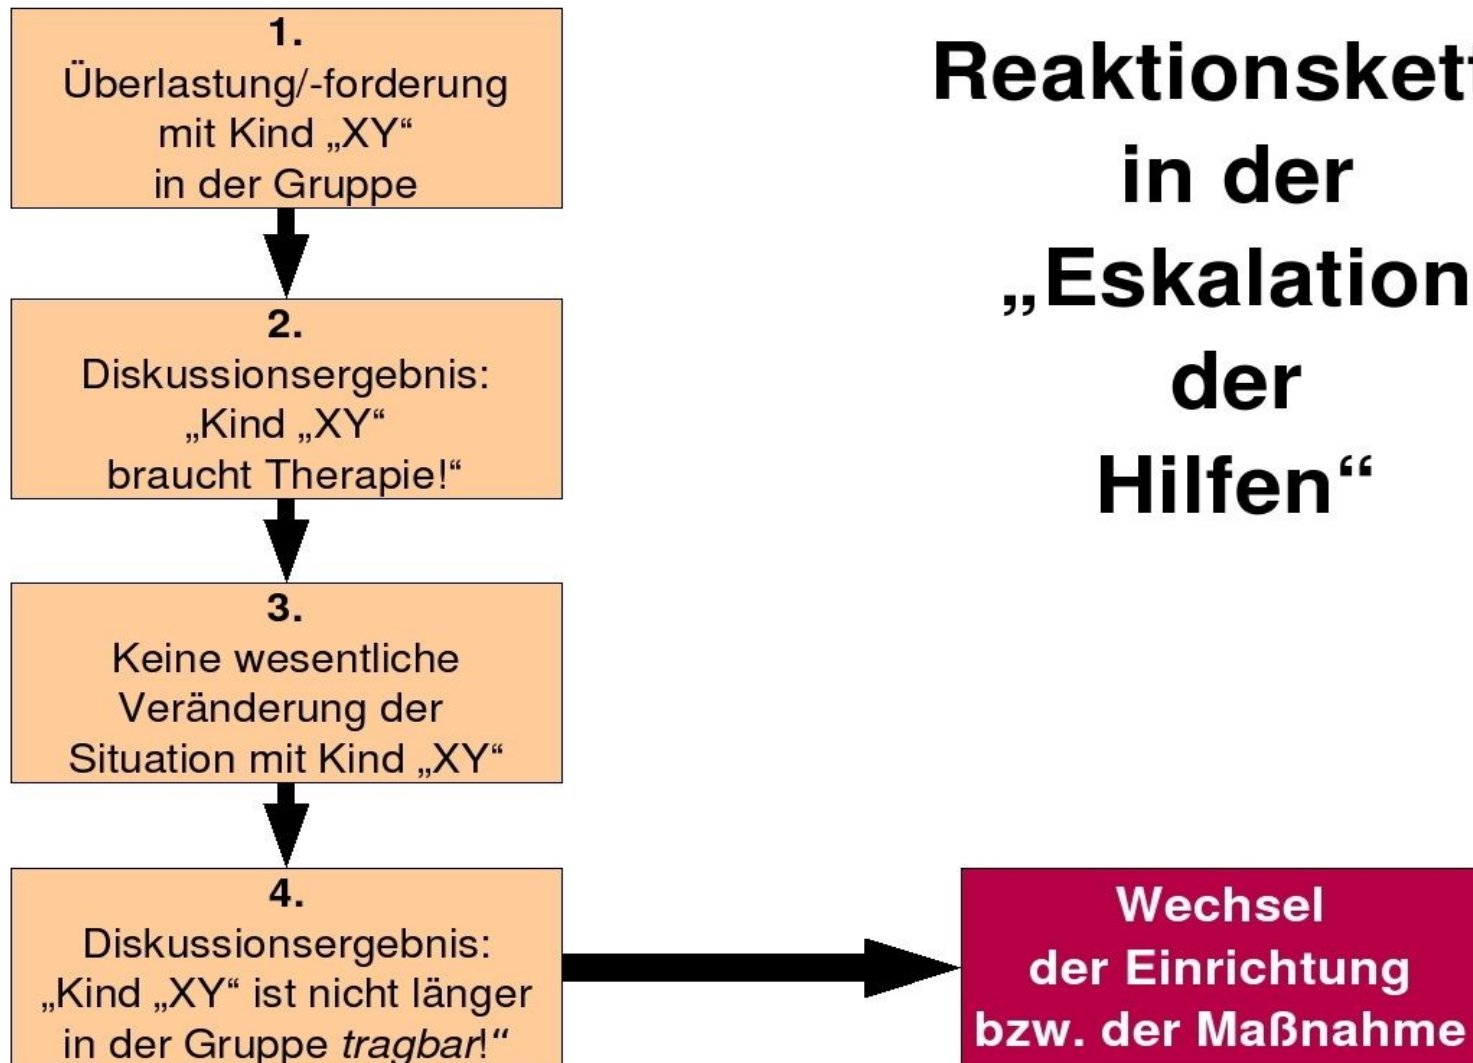 Reaktionskett
in der
„Eskalation
der
Hilfen“
1.
Überlastung/-forderung
mit Kind „XY“
in der Gruppe
2.
Diskussionsergebnis:
„Kind „XY“
braucht Therapie!“
3.
Keine wesentliche
Veränderung der
Situation mit Kind „XY“
4.
Diskussionsergebnis:
„Kind „XY“ ist nicht länger
in der Gruppe tragbar!“
Wechsel
der Einrichtung
bzw. der Maßnahme